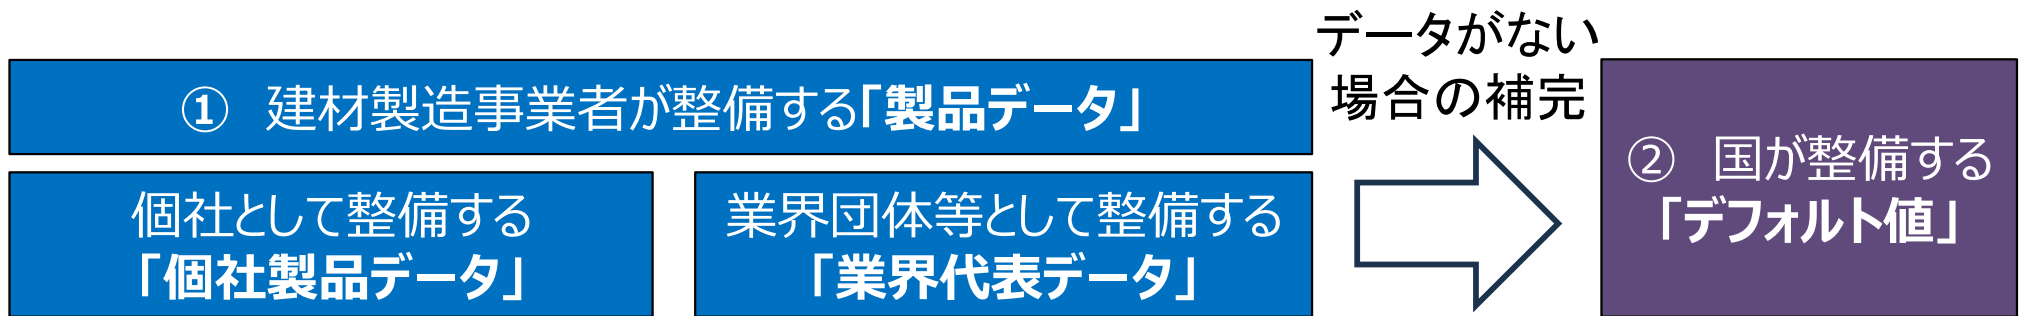 ① 建材製造事業者が整備する「製品データ」
個社として整備する
「個社製品データ」
業界団体等として整備する
「業界代表データ」
データがない
場合の補完
② 国が整備する
「デフォルト値」